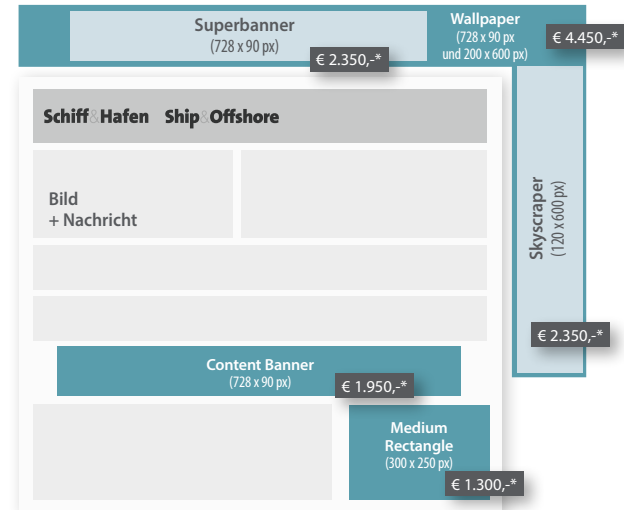 Superbanner
(728 x 90 px)
€ 2.350,-*
Wallpaper
(728 x 90 px
und 200 x 600 px)
€ 4.450,-*
Schiff&Hafen Ship&Offshore
Bild
+ Nachricht
Skyscraper
(120 x 600 px)
€ 2.350,-*
Content Banner
(728 x 90 px)
€ 1.950,-*
Medium
Rectangle
(300 x 250 px)
€ 1.300,-*